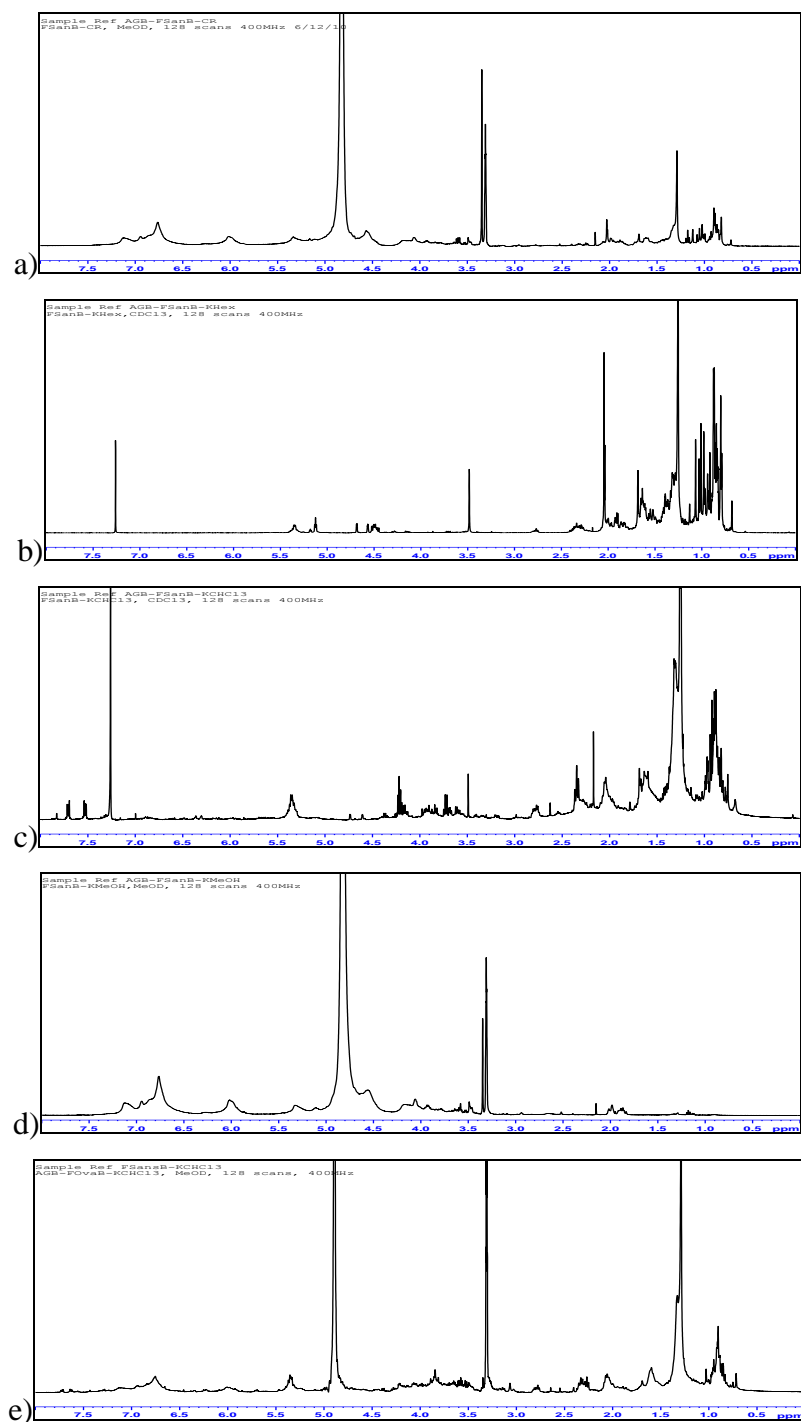 Sample Ref AGB-FSanB-CR
FSanB-CR, MeOD, 128 scans 400MHz 6/12/10
7.5 7.0 6.5 6.0 5.5 5.0 4.5 4.0 3.5 3.0 2.5 2.0 1.5 1.0 ppm
a)
Sample Ref AGB-FSanB-KHex
FSanB-KHex,CDCl3, 128 scans 400MHz
7.5 7.0 6.5 6.0 5.5 5.0 4.5 4.0 3.5 3.0 2.5 2.0 1.5 1.0 0.5 ppm
b)
Sample Ref AGB-FSanB-KCHCl3
FSanB-KCHCl3, CDCl3, 128 scans 400MHz
7.5 7.0 6.5 6.0 5.5 5.0 4.5 4.0 3.5 3.0 2.5 2.0 1.5 1.0 ppm
c)
Sample Ref AGB-FSanB-KMeOH
FSanB-KMeOH,MeOD, 128 scans 400MHz
7.5 7.0 6.5 6.0 5.5 5.0 4.5 4.0 3.5 3.0 2.5 2.0 1.5 1.0 0.5 ppm
d)
Sample Ref FSansB-KCHCl3
AGB-FOvaB-KCHCl3, MeOD, 128 scans, 400MHz
7.5 7.0 6.5 6.0 5.5 5.0 4.5 4.0 3.5 3.0 2.5 2.0 1.5 1.0 0.5 ppm
e)